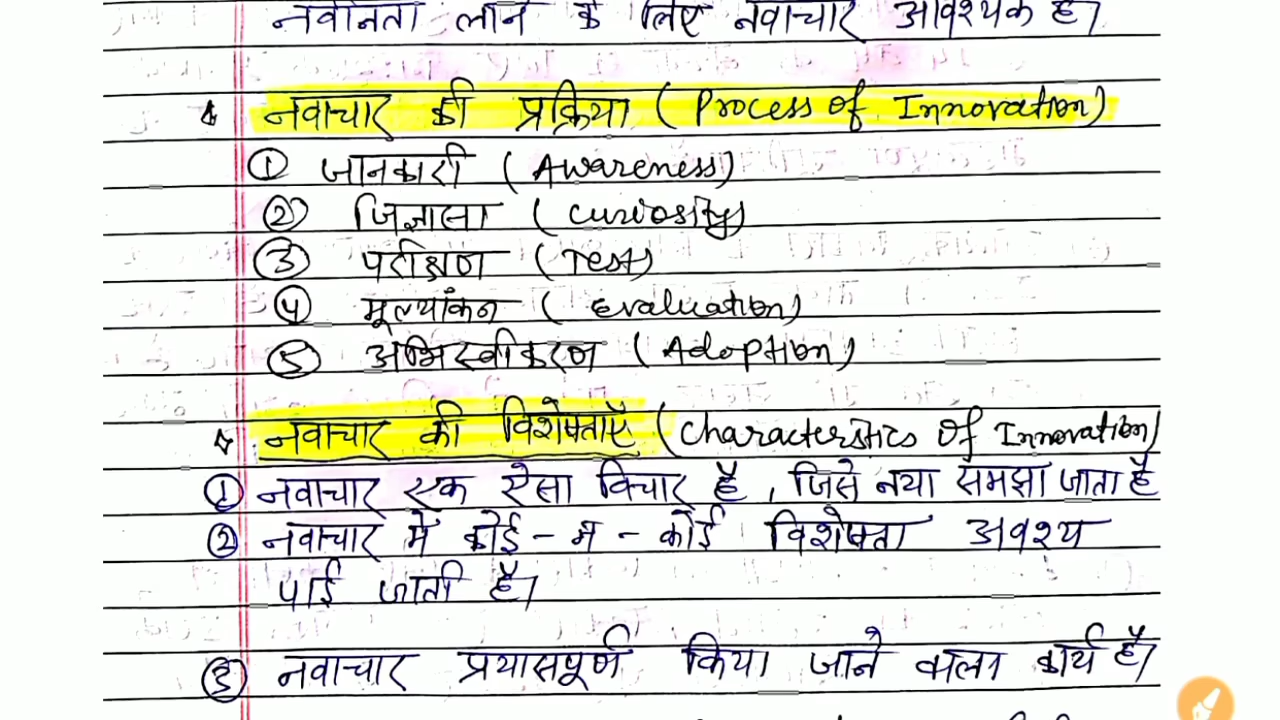 नवीनता लाने के लिए नवाचार आवश्यक है।
नवाचार की प्रक्रिया ( Process of Innovation)
① जानकारी ( Awareness)
② जिज्ञासा ( Curiosity)
③ परीक्षण ( Test)
④ मूल्यांकन ( Evaluation)
⑤ अभिस्वीकरण ( Adoption)
नवाचार की विशेषताएँ ( Characterstics Of Innovation)
① नवाचार एक ऐसा विचार है , जिसे नया समझा जाता है
② नवाचार में कोई - न - कोई विशेषता अवश्य
पाई जाती है।
③ नवाचार प्रयासपूर्ण किया जाने वाला कार्य है।